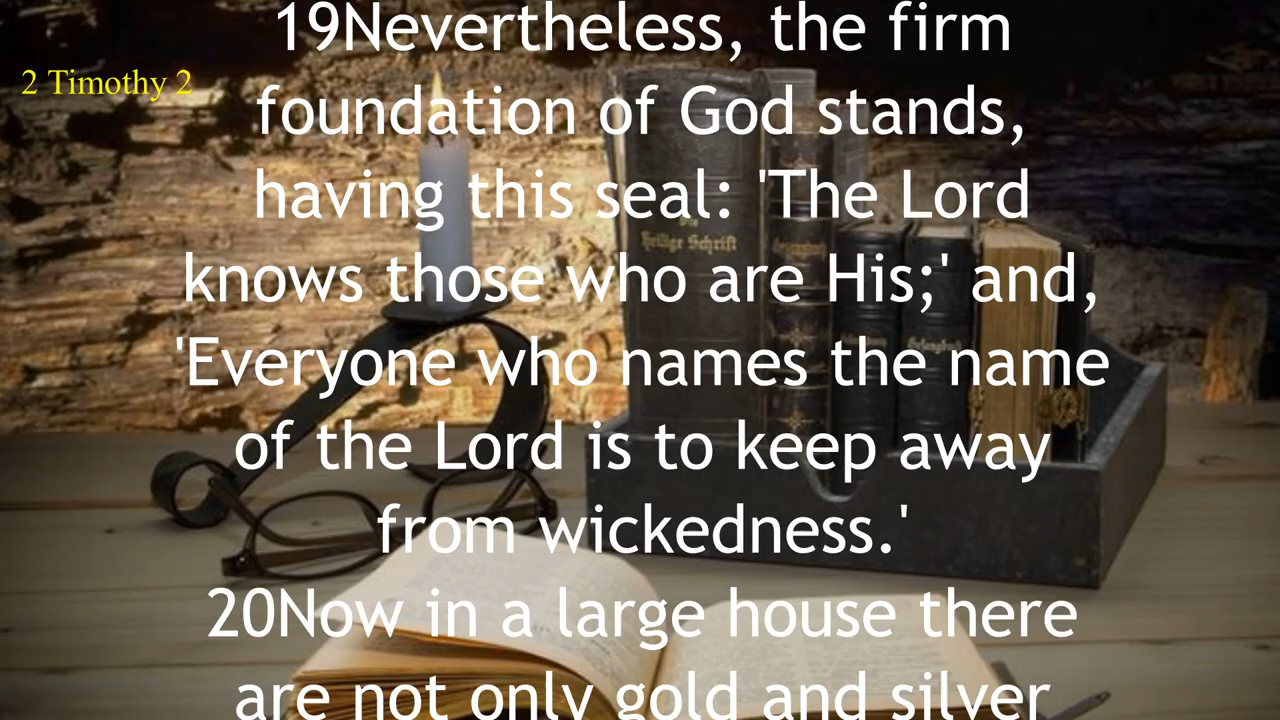 19Nevertheless, the firm
2 Timothy 2
foundation of God stands,
having this seal: 'The Lord
Heilige Schrift
knows those who are His;' and,
'Everyone who names the name
of the Lord is to keep away
from wickedness.'
20Now in a large house there
are not only gold and silver